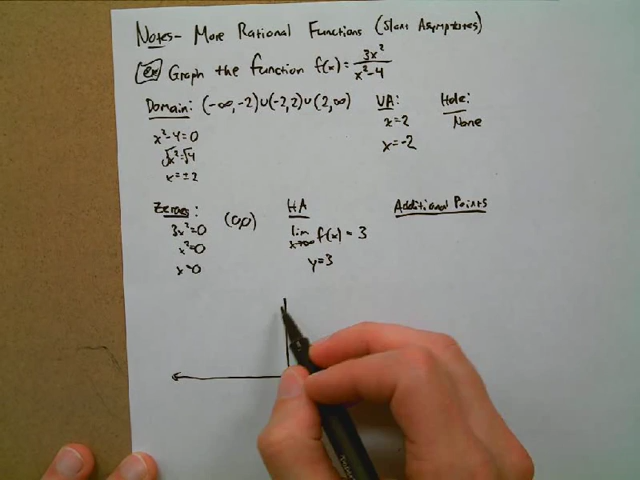 Notes- More Rational Functions (Slant Asymptotes)
ex Graph the function f(x) = 3x²/(x²-4)
Domain: (-∞,-2)∪(-2,2)∪(2,∞)
x²-4=0
√x²=√4
x=±2
VA:
x=2
x=-2
Hole:
None
Zeroes:
3x²=0
x²=0
x=0
(0,0)
HA
lim x→∞ f(x) = 3
y=3
Additional Points